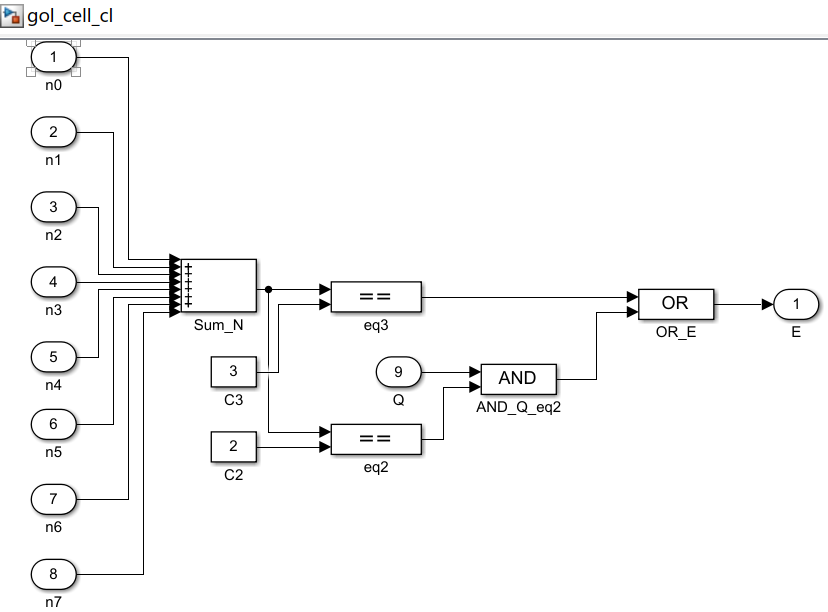 gol_cell_cl
1
n0
2
n1
3
n2
4
n3
5
n4
6
n5
7
n6
8
n7
+
+
+
+
+
+
Sum_N
==
eq3
3
C3
2
C2
9
Q
==
eq2
AND
AND_Q_eq2
OR
OR_E
1
E